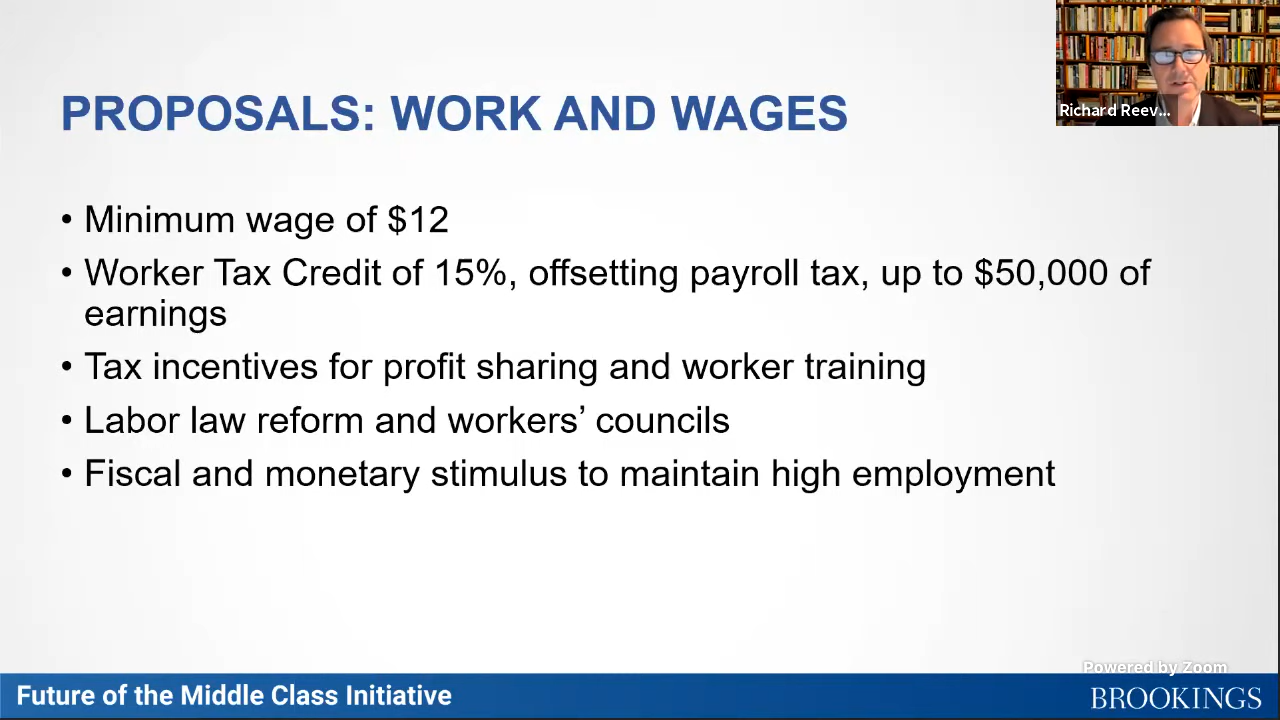 Richard Reev...
PROPOSALS: WORK AND WAGES
• Minimum wage of $12
• Worker Tax Credit of 15%, offsetting payroll tax, up to $50,000 of
earnings
• Tax incentives for profit sharing and worker training
• Labor law reform and workers’ councils
• Fiscal and monetary stimulus to maintain high employment
Powered by Zoom
Future of the Middle Class Initiative
BROOKINGS